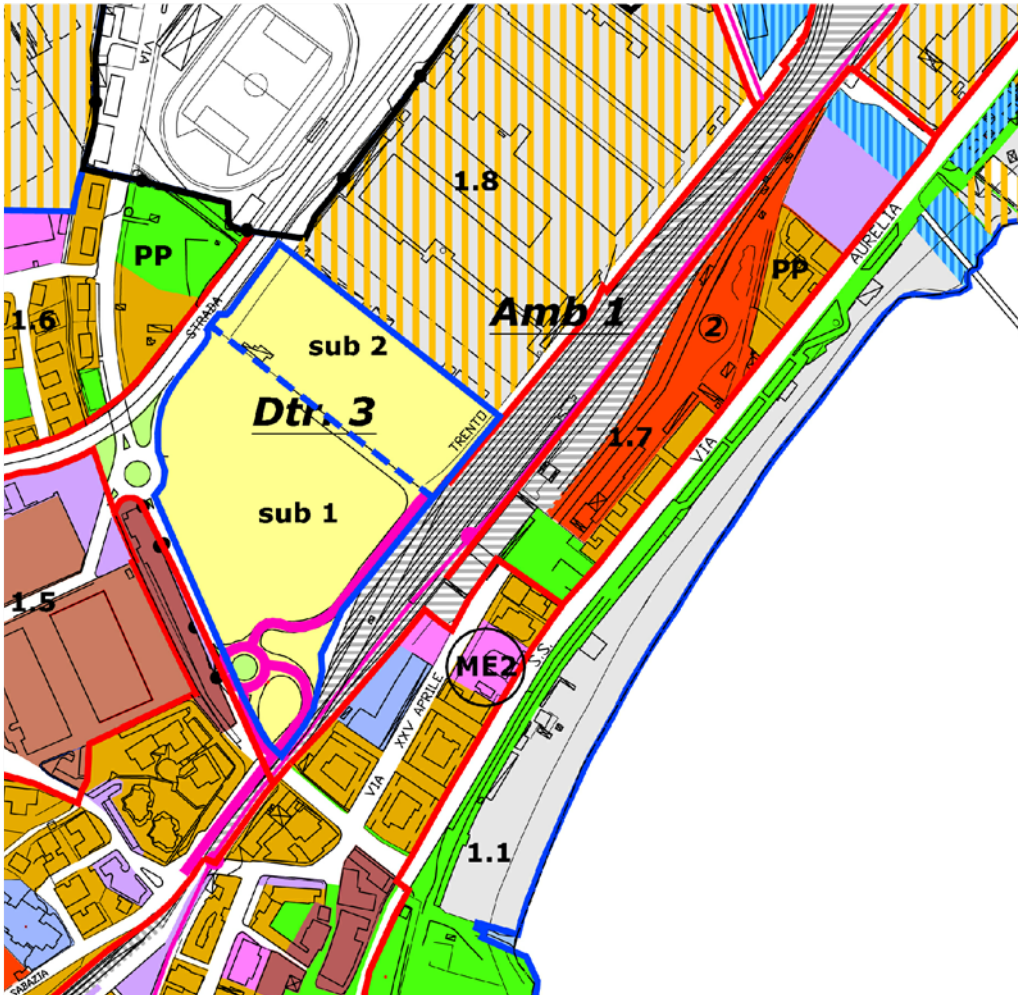 VIA
1.8
PP
AURELIA
PP
STRADA
1.6
Amb 1
sub 2
2
Dtr. 3
TRENTO
1.7
VIA
sub 1
1.5
S.S.
ME2
XXV APRILE
VIA
1.1
SABAZIA